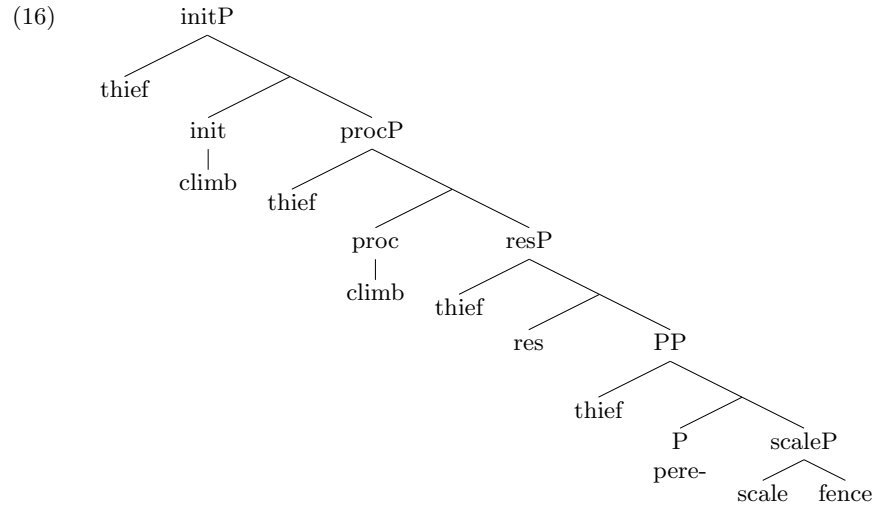 (16) initP
thief
init procP
climb
thief
proc resP
climb
thief
res PP
thief
P scaleP
pere-
scale fence